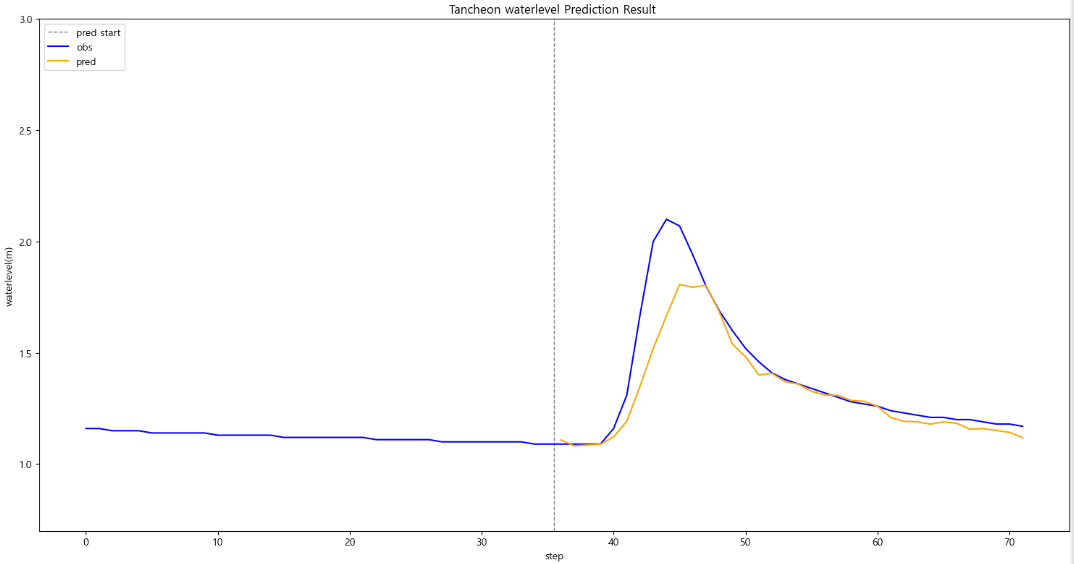 Tancheon waterlevel Prediction Result
pred start
obs
pred
3.0
2.5
2.0
1.5
1.0
waterlevel(m)
0 10 20 30 40 50 60 70
step